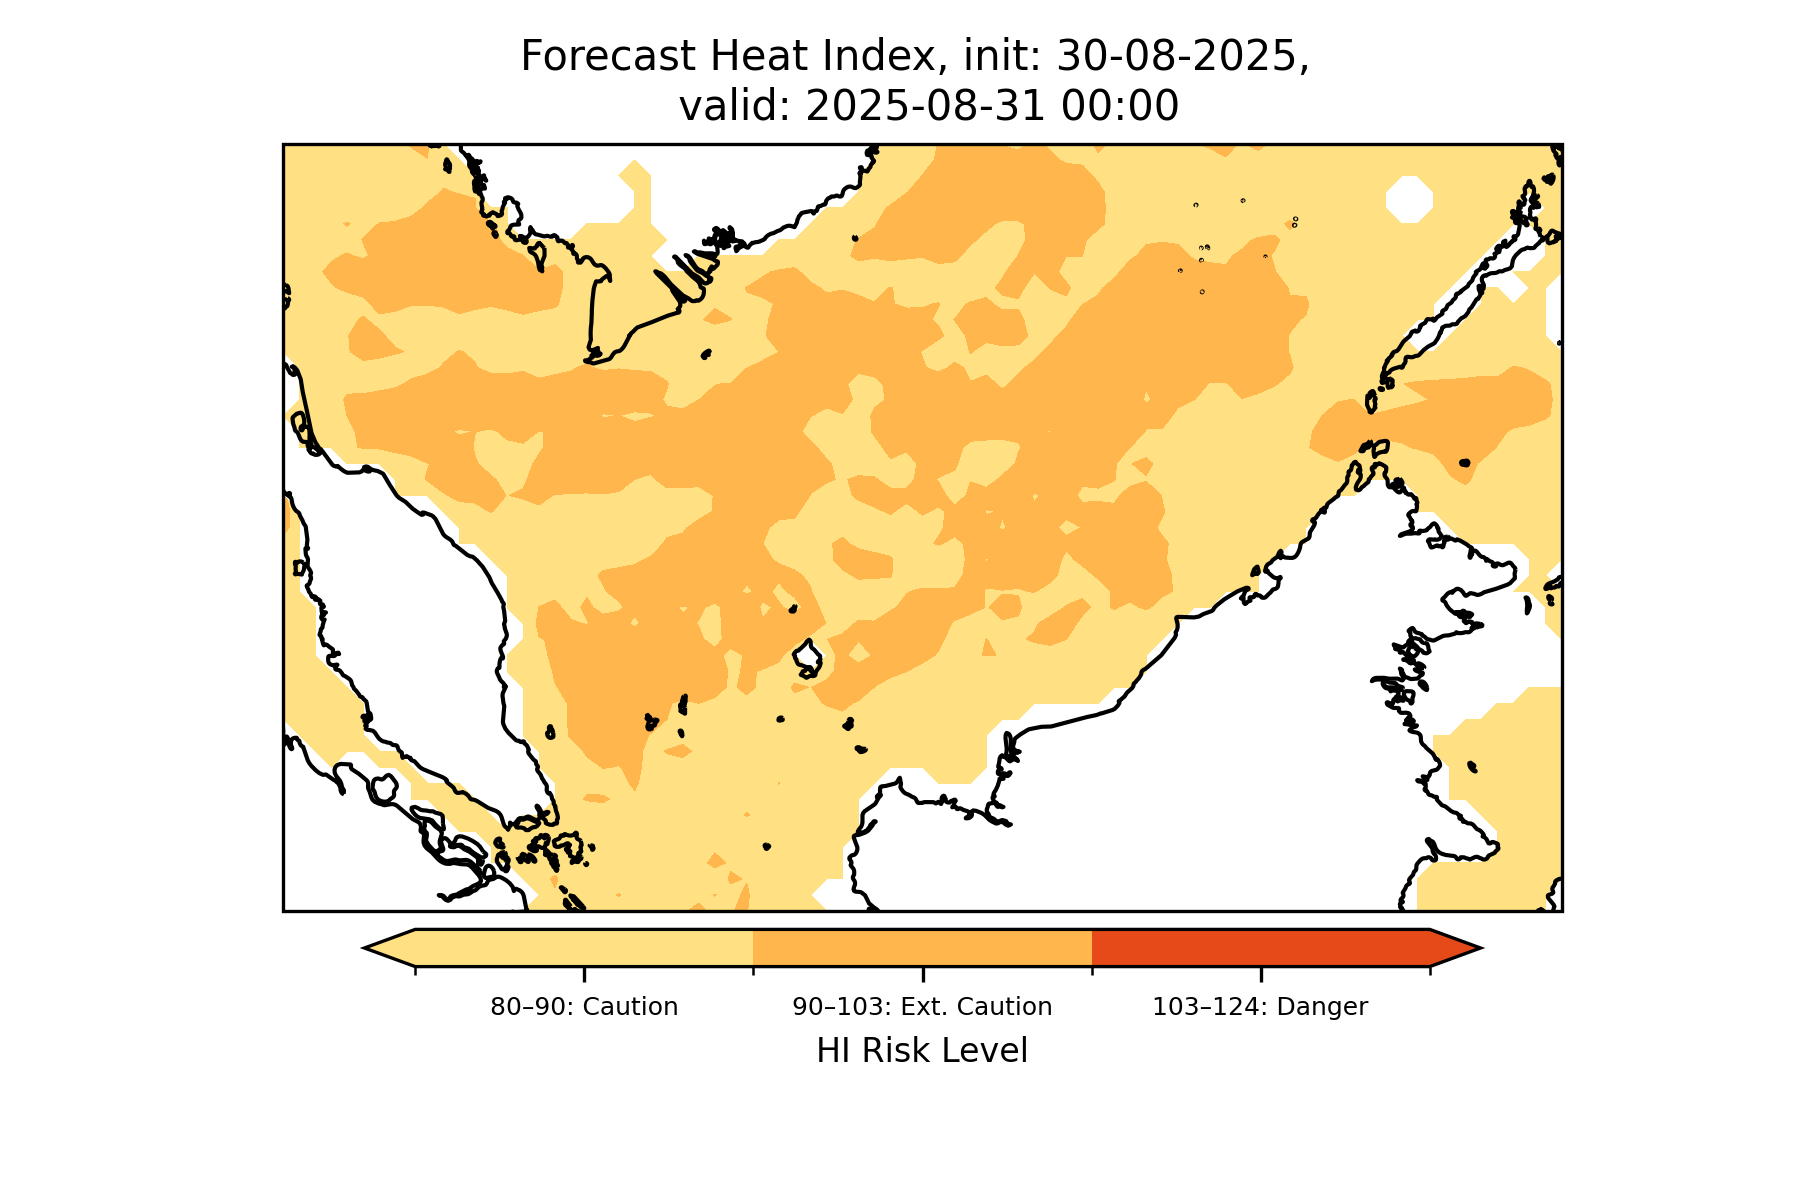 Forecast Heat Index, init: 30-08-2025,
valid: 2025-08-31 00:00
80–90: Caution
90–103: Ext. Caution
103–124: Danger
HI Risk Level